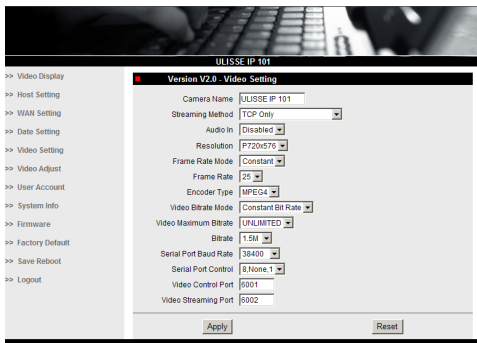 ULISSE IP 101
>> Video Display
>> Host Setting
>> WAN Setting
>> Date Setting
>> Video Setting
>> Video Adjust
>> User Account
>> System Info
>> Firmware
>> Factory Default
>> Save Reboot
>> Logout
Version V2.0 - Video Setting
Camera Name ULISSE IP 101
Streaming Method TCP Only
Audio In Disabled
Resolution P720x576
Frame Rate Mode Constant
Frame Rate 25
Encoder Type MPEG4
Video Bitrate Mode Constant Bit Rate
Video Maximum Bitrate UNLIMITED
Bitrate 1.5M
Serial Port Baud Rate 38400
Serial Port Control 8,None,1
Video Control Port 6001
Video Streaming Port 6002
Apply Reset